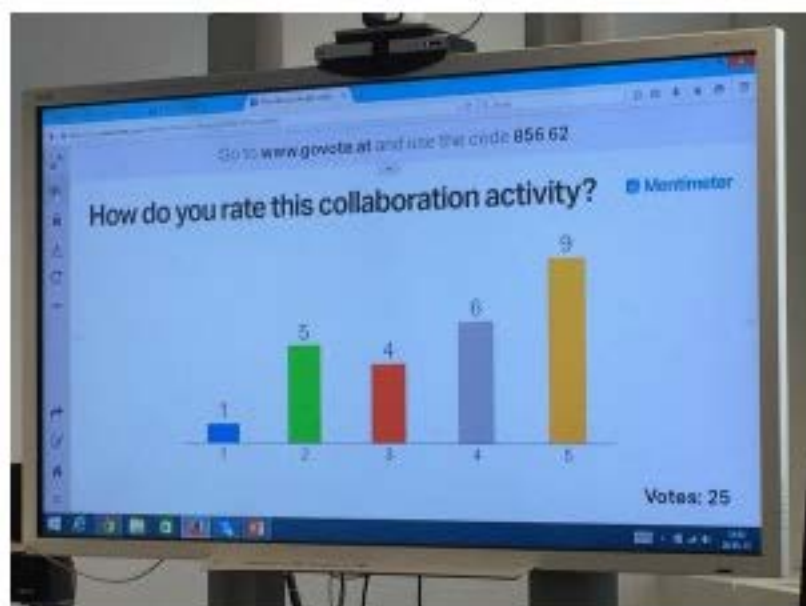 Go to www.govote.at and use the code 856 62
How do you rate this collaboration activity?
Mentimeter
1 5 4 6 9
1 2 3 4 5
Votes: 25